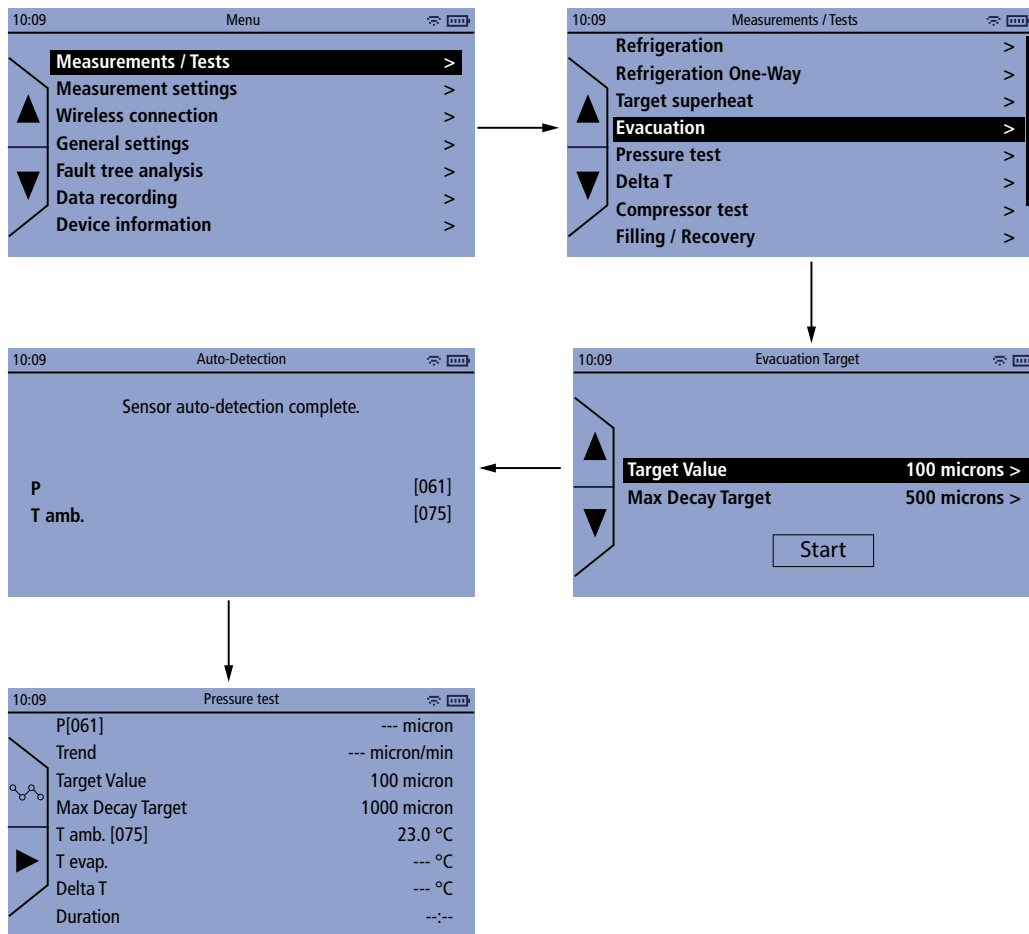 10:09 Menu
Measurements / Tests >
Measurement settings >
Wireless connection >
General settings >
Fault tree analysis >
Data recording >
Device information >
10:09 Measurements / Tests
Refrigeration >
Refrigeration One-Way >
Target superheat >
Evacuation >
Pressure test >
Delta T >
Compressor test >
Filling / Recovery >
10:09 Evacuation Target
Target Value 100 microns >
Max Decay Target 500 microns >
Start
10:09 Auto-Detection
Sensor auto-detection complete.
P [061]
T amb. [075]
10:09 Pressure test
P[061] --- micron
Trend --- micron/min
Target Value 100 micron
Max Decay Target 1000 micron
T amb. [075] 23.0 °C
T evap. --- °C
Delta T --- °C
Duration --:--